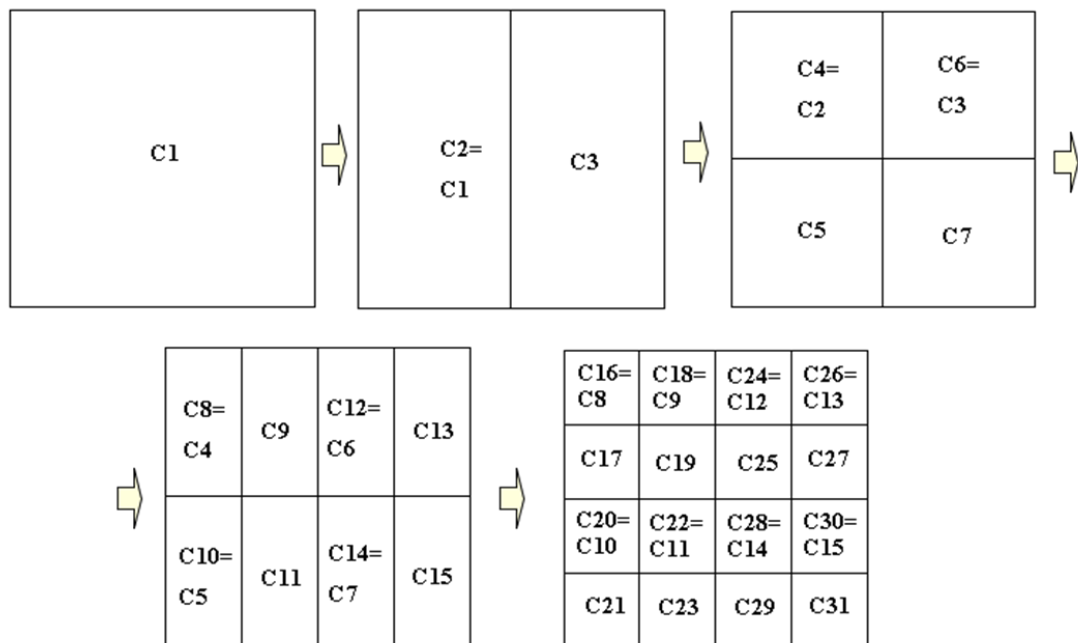 C1
C2=
C1
C3
C4=
C2
C6=
C3
C5
C7
C8=
C4
C9
C12=
C6
C13
C10=
C5
C11
C14=
C7
C15
C16=
C8
C18=
C9
C24=
C12
C26=
C13
C17
C19
C25
C27
C20=
C10
C22=
C11
C28=
C14
C30=
C15
C21
C23
C29
C31